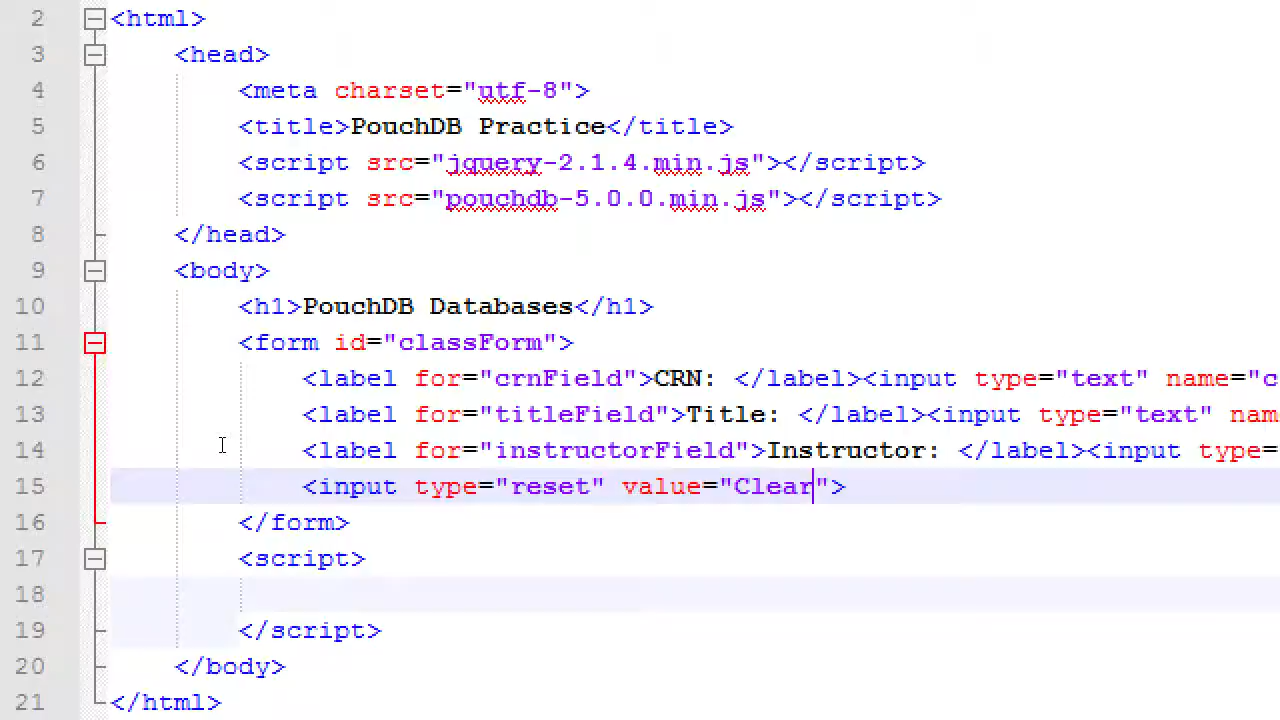 2 <html>
3 <head>
4 <meta charset="utf-8">
5 <title>PouchDB Practice</title>
6 <script src="jquery-2.1.4.min.js"></script>
7 <script src="pouchdb-5.0.0.min.js"></script>
8 </head>
9 <body>
10 <h1>PouchDB Databases</h1>
11 <form id="classForm">
12 <label for="crnField">CRN: </label><input type="text" name="c
13 <label for="titleField">Title: </label><input type="text" nam
14 <label for="instructorField">Instructor: </label><input type=
15 <input type="reset" value="Clear">
16 </form>
17 <script>
18
19 </script>
20 </body>
21 </html>